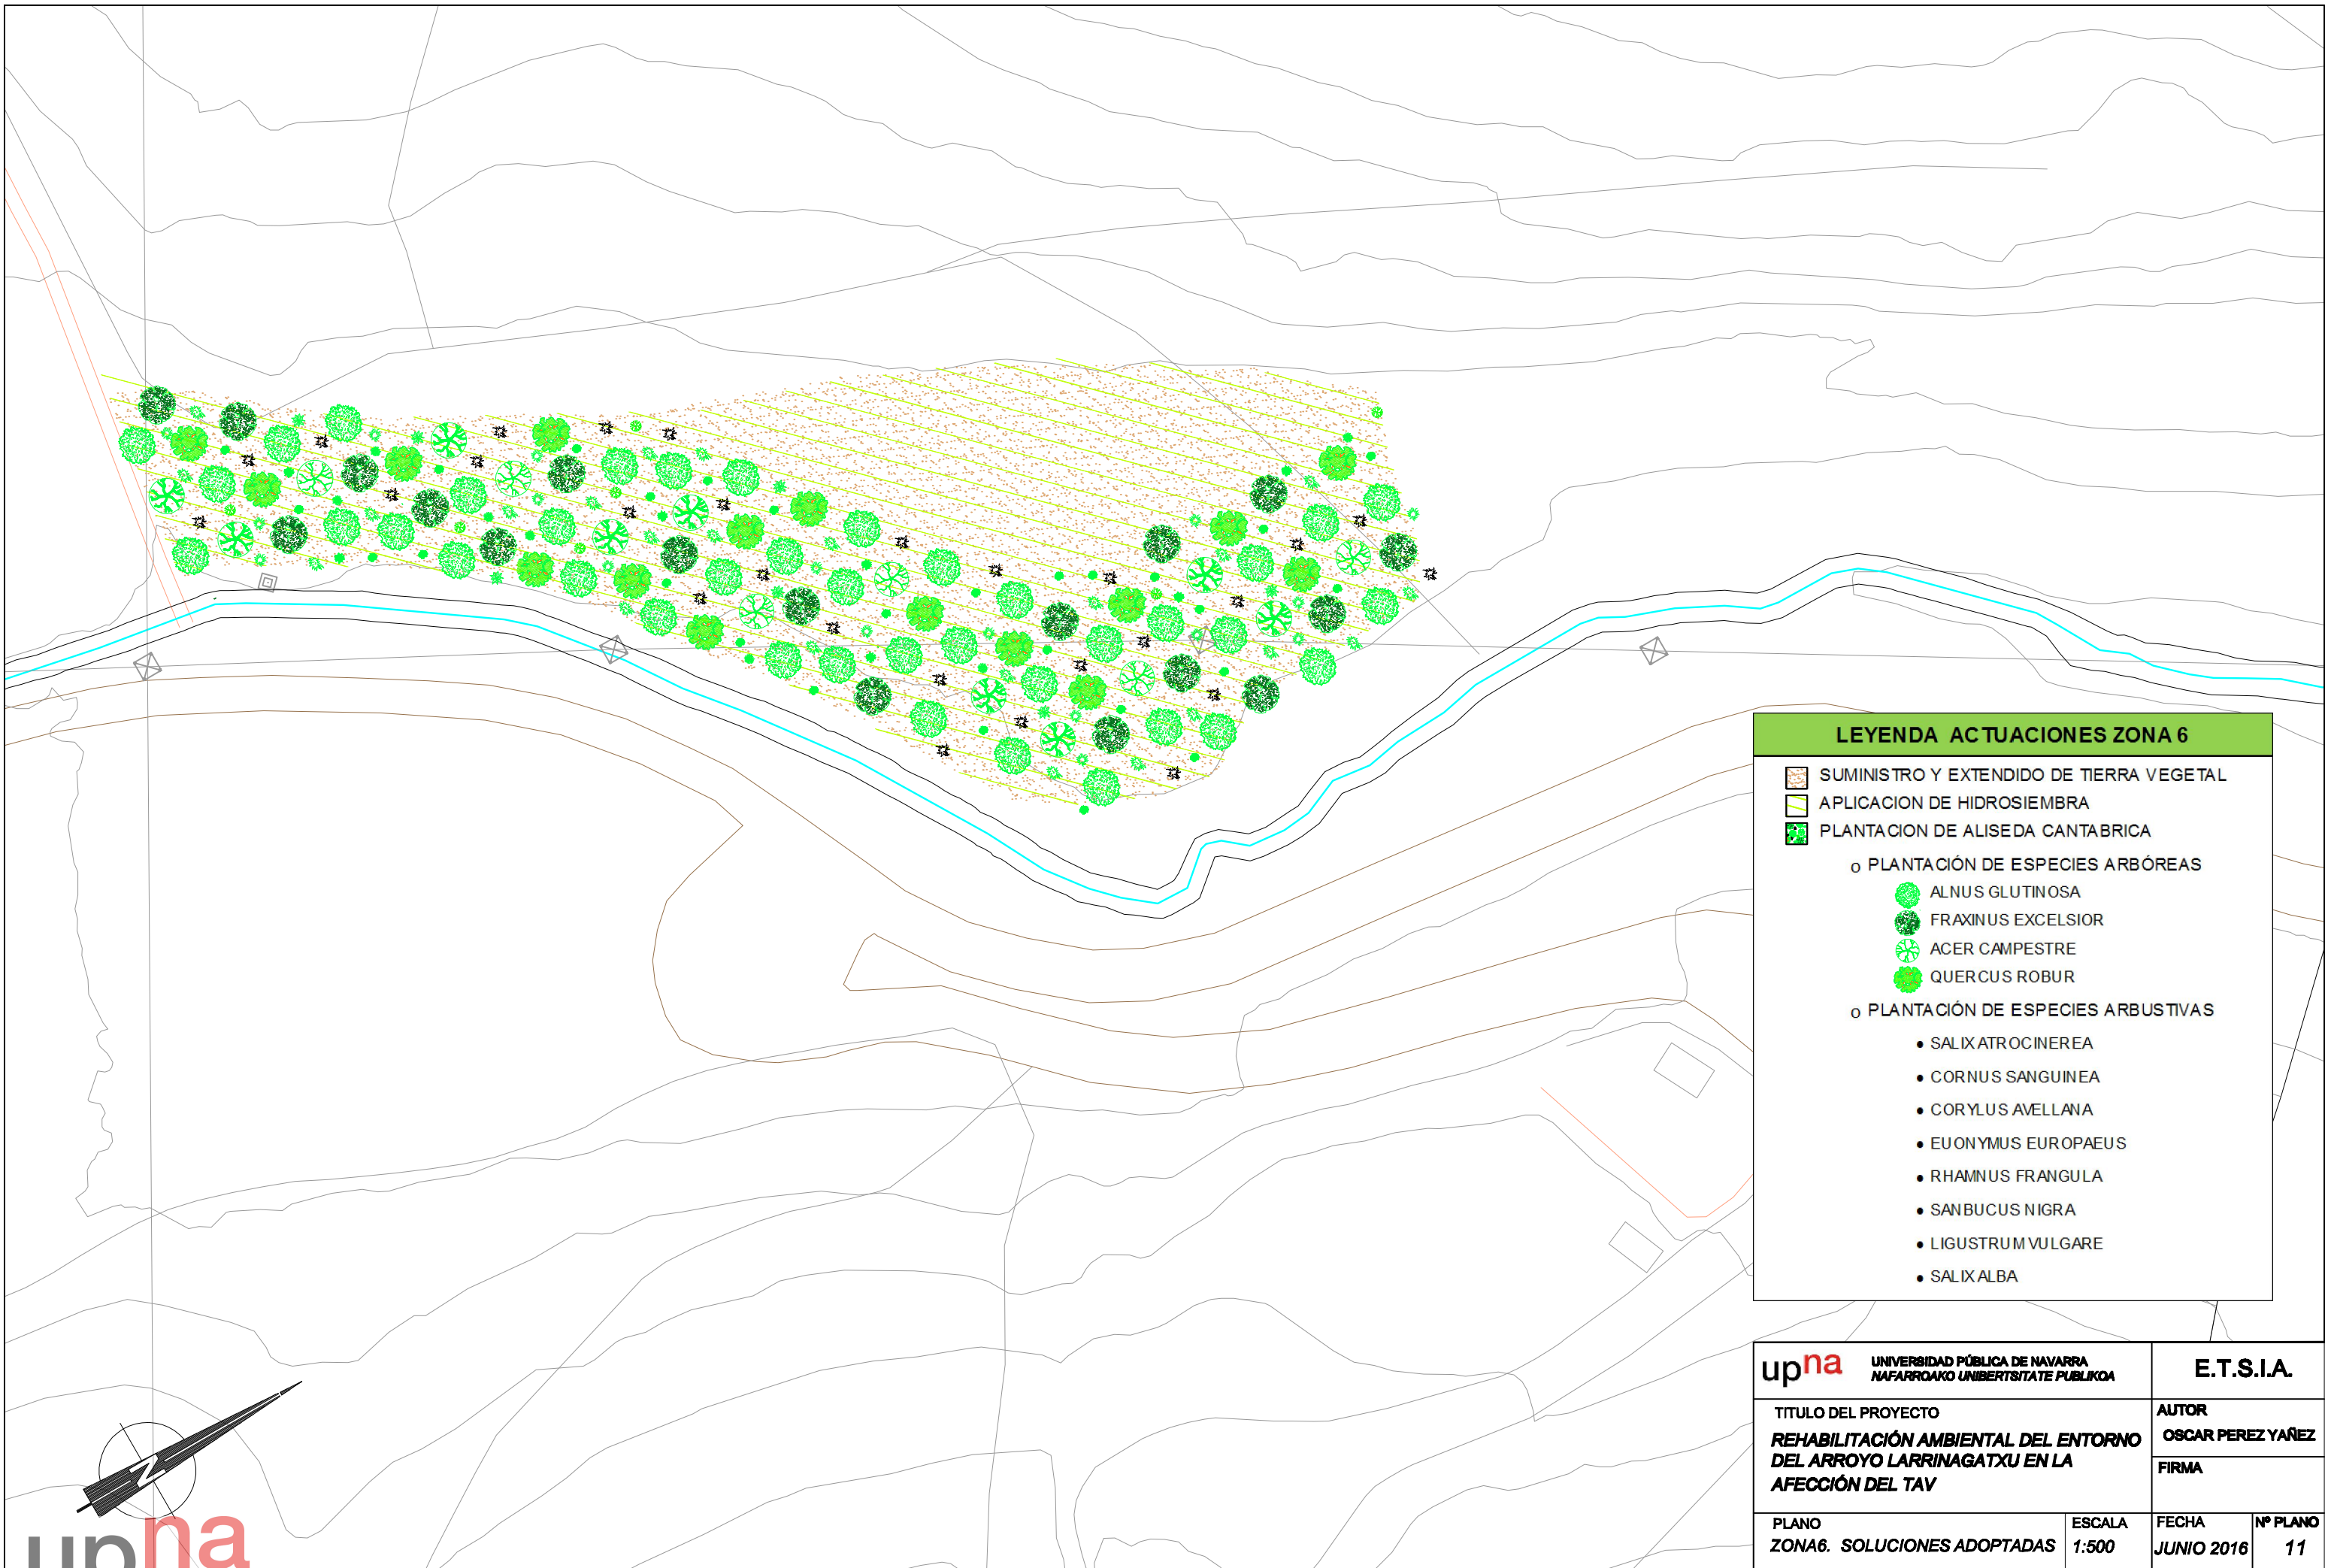 LEYENDA ACTUACIONES ZONA 6
SUMINISTRO Y EXTENDIDO DE TIERRA VEGETAL
APLICACION DE HIDROSIEMBRA
PLANTACION DE ALISEDA CANTABRICA
o PLANTACIÓN DE ESPECIES ARBÓREAS
ALNUS GLUTINOSA
FRAXINUS EXCELSIOR
ACER CAMPESTRE
QUERCUS ROBUR
o PLANTACIÓN DE ESPECIES ARBUSTIVAS
• SALIX ATROCINEREA
• CORNUS SANGUINEA
• CORYLUS AVELLANA
• EUONYMUS EUROPAEUS
• RHAMNUS FRANGULA
• SANBUCUS NIGRA
• LIGUSTRUM VULGARE
• SALIX ALBA
upna
UNIVERSIDAD PÚBLICA DE NAVARRA
NAFARROAKO UNIBERTSITATE PUBLIKOA
E.T.S.I.A.
TITULO DEL PROYECTO
REHABILITACIÓN AMBIENTAL DEL ENTORNO
DEL ARROYO LARRINAGATXU EN LA
AFECCIÓN DEL TAV
AUTOR
OSCAR PEREZ YAÑEZ
FIRMA
PLANO
ZONA6. SOLUCIONES ADOPTADAS
ESCALA
1:500
FECHA
JUNIO 2016
Nº PLANO
11
N
upna